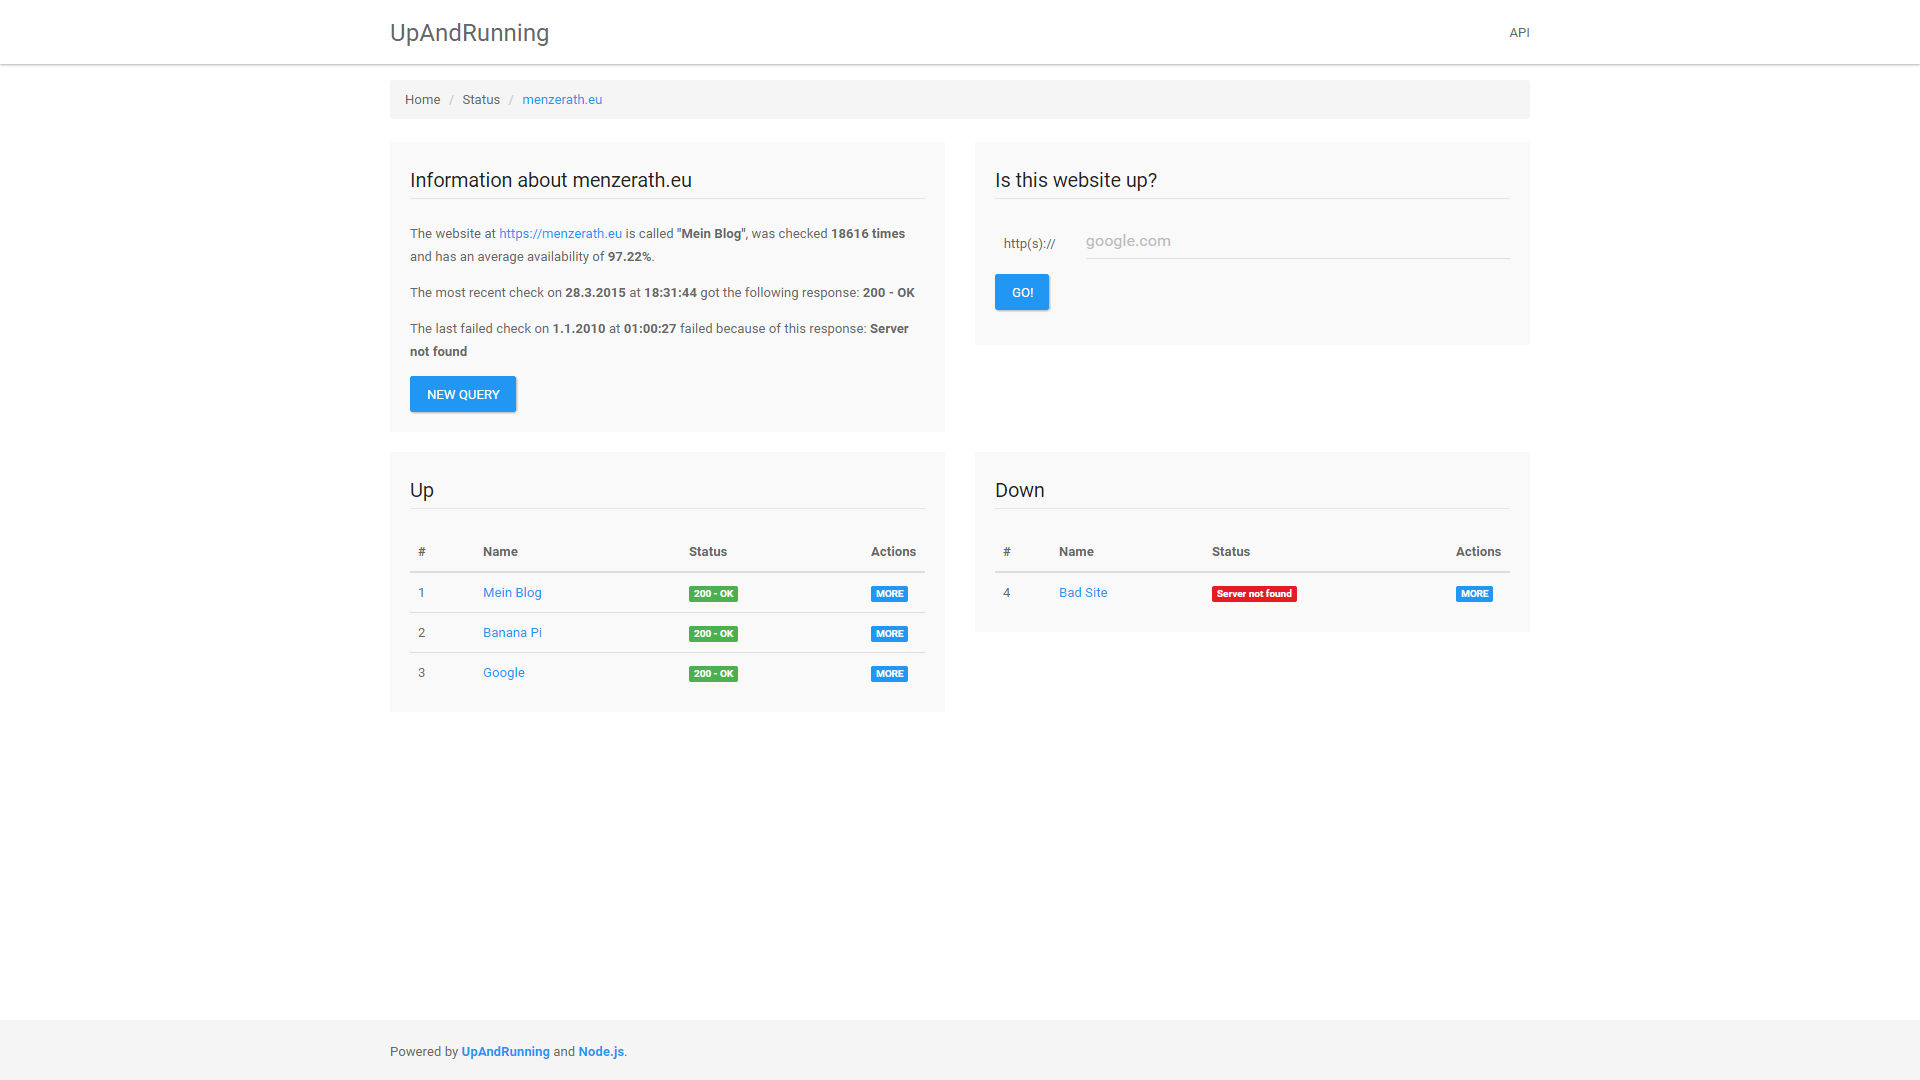 UpAndRunning
API
Home / Status / menzerath.eu
Information about menzerath.eu
The website at https://menzerath.eu is called "Mein Blog", was checked 18616 times
and has an average availability of 97.22%.
The most recent check on 28.3.2015 at 18:31:44 got the following response: 200 - OK
The last failed check on 1.1.2010 at 01:00:27 failed because of this response: Server
not found
NEW QUERY
Is this website up?
http(s):// google.com
GO!
Up
# Name Status Actions
1 Mein Blog 200 - OK MORE
2 Banana Pi 200 - OK MORE
3 Google 200 - OK MORE
Down
# Name Status Actions
4 Bad Site Server not found MORE
Powered by UpAndRunning and Node.js.